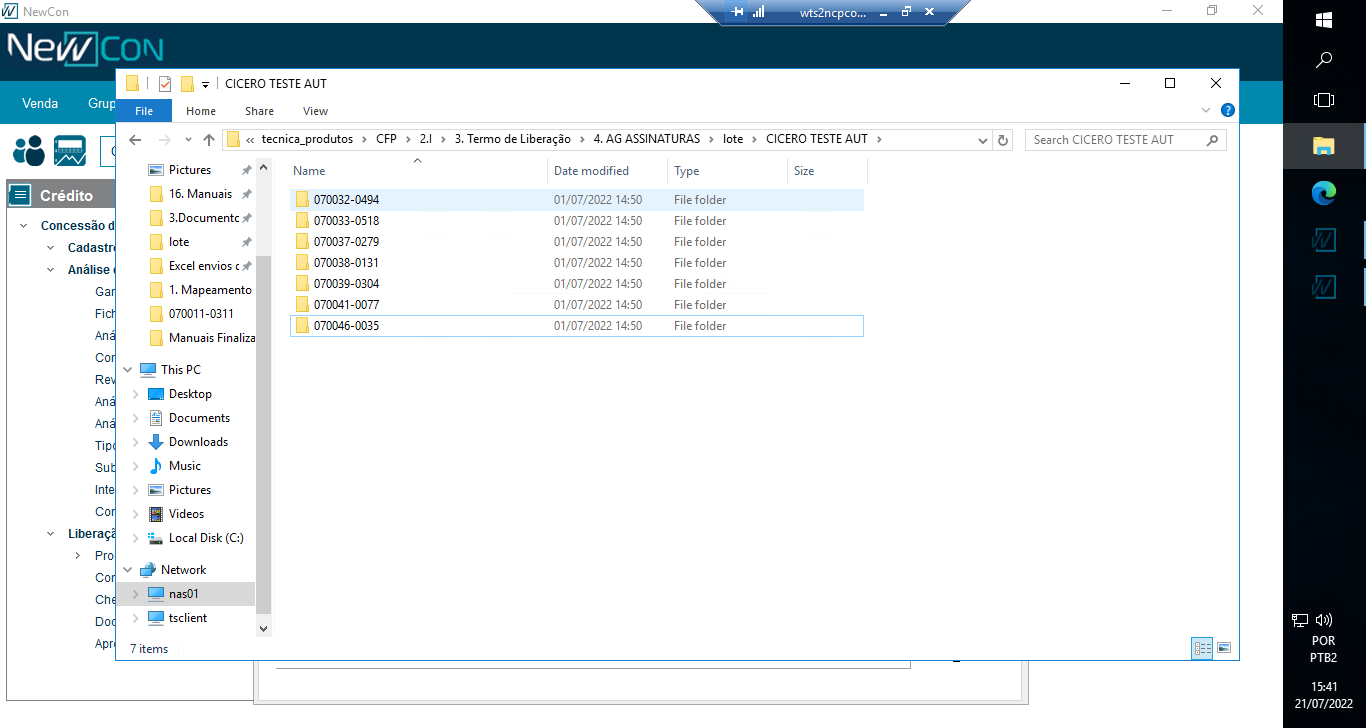 NewCon
wts2ncpco...
NewCon
CICERO TESTE AUT
Venda
Grup
File
Home
Share
View
«
tecnica_produtos > CFP > 2.I > 3. Termo de Liberação > 4. AG ASSINATURAS > lote > CICERO TESTE AUT >
Search CICERO TESTE AUT
Crédito
Concessão d
Cadastr
Análise
Gar
Fich
Aná
Con
Rev
Aná
Aná
Tipo
Sub
Inte
Con
Liberaçã
Pro
Con
Che
Doc
Apr
Pictures
16. Manuais
3.Documento
lote
Excel envios c
1. Mapeamento
070011-0311
Manuais Finaliza
This PC
Desktop
Documents
Downloads
Music
Pictures
Videos
Local Disk (C:)
Network
nas01
tsclient
Name Date modified Type Size
070032-0494 01/07/2022 14:50 File folder
070033-0518 01/07/2022 14:50 File folder
070037-0279 01/07/2022 14:50 File folder
070038-0131 01/07/2022 14:50 File folder
070039-0304 01/07/2022 14:50 File folder
070041-0077 01/07/2022 14:50 File folder
070046-0035 01/07/2022 14:50 File folder
7 items
POR
PTB2
15:41
21/07/2022